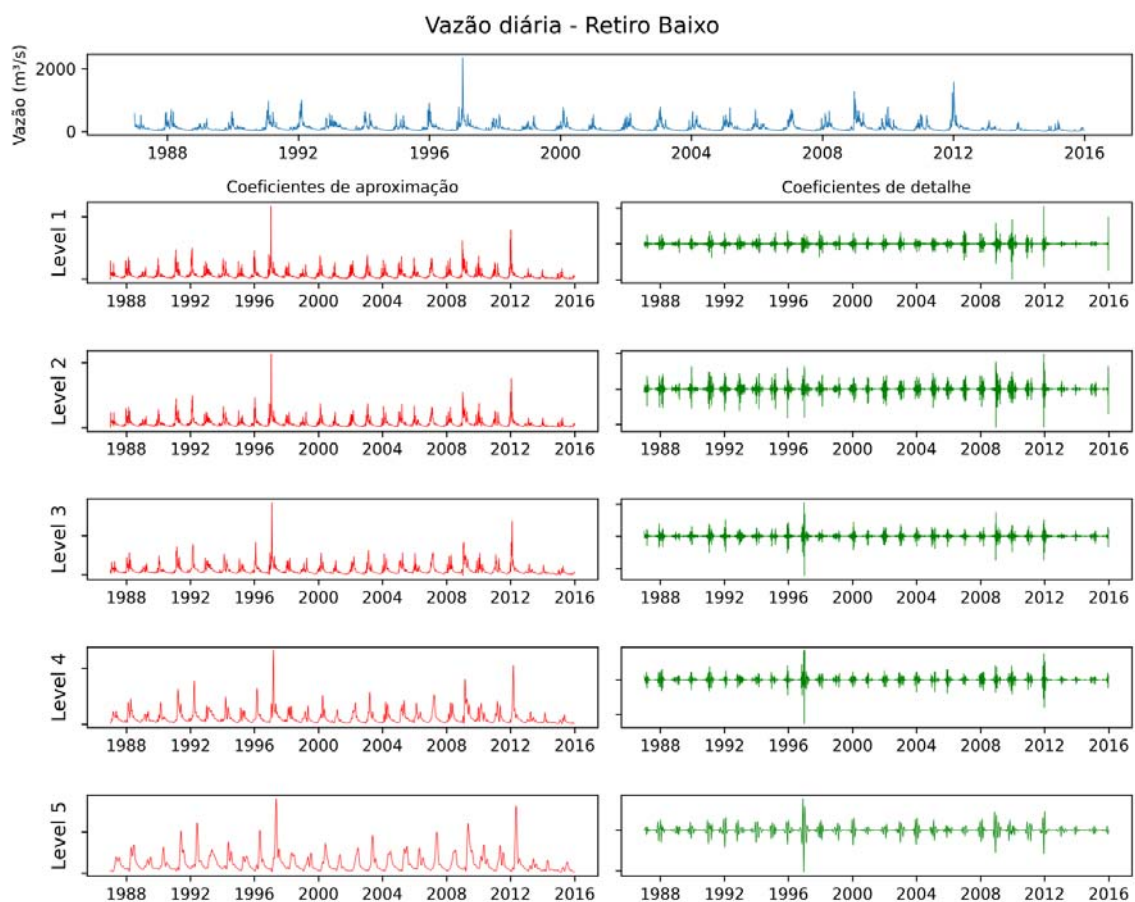 Vazão diária - Retiro Baixo
Vazão (m³/s)
2000
0
1988 1992 1996 2000 2004 2008 2012 2016
Coeficientes de aproximação
Coeficientes de detalhe
Level 1
1988 1992 1996 2000 2004 2008 2012 2016
1988 1992 1996 2000 2004 2008 2012 2016
Level 2
1988 1992 1996 2000 2004 2008 2012 2016
1988 1992 1996 2000 2004 2008 2012 2016
Level 3
1988 1992 1996 2000 2004 2008 2012 2016
1988 1992 1996 2000 2004 2008 2012 2016
Level 4
1988 1992 1996 2000 2004 2008 2012 2016
1988 1992 1996 2000 2004 2008 2012 2016
Level 5
1988 1992 1996 2000 2004 2008 2012 2016
1988 1992 1996 2000 2004 2008 2012 2016